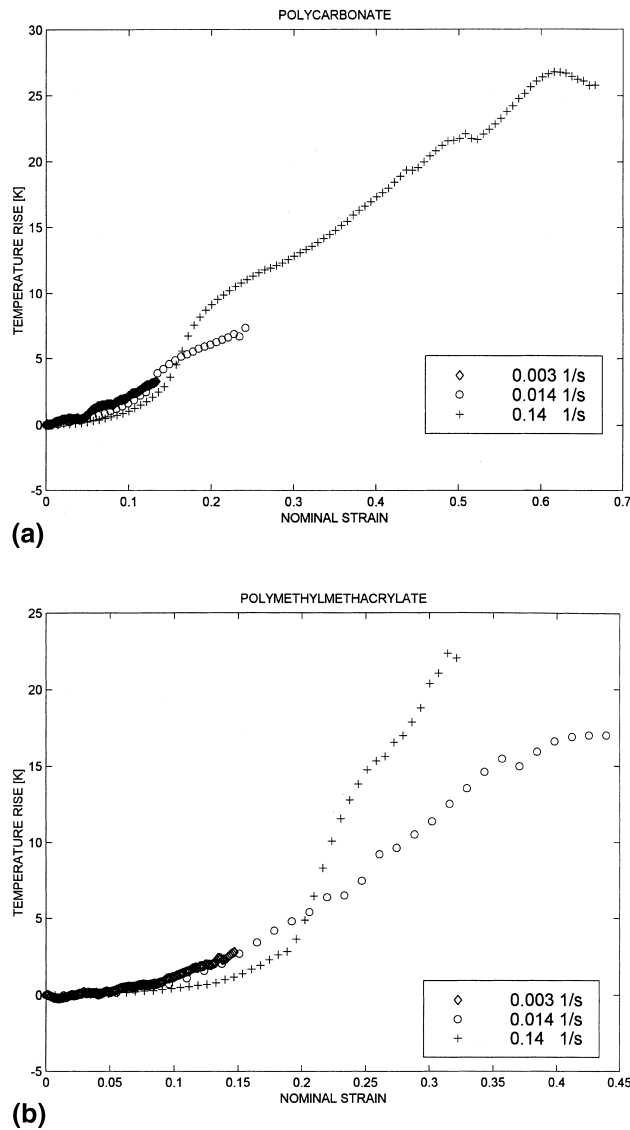 POLYCARBONATE
30
25
20
15
10
5
0
-5
TEMPERATURE RISE [K]
0.003 1/s
0.014 1/s
0.14 1/s
0 0.1 0.2 0.3 0.4 0.5 0.6 0.7
NOMINAL STRAIN
(a)
POLYMETHYLMETHACRYLATE
25
20
15
10
5
0
-5
TEMPERATURE RISE [K]
0.003 1/s
0.014 1/s
0.14 1/s
0 0.05 0.1 0.15 0.2 0.25 0.3 0.35 0.4 0.45
NOMINAL STRAIN
(b)